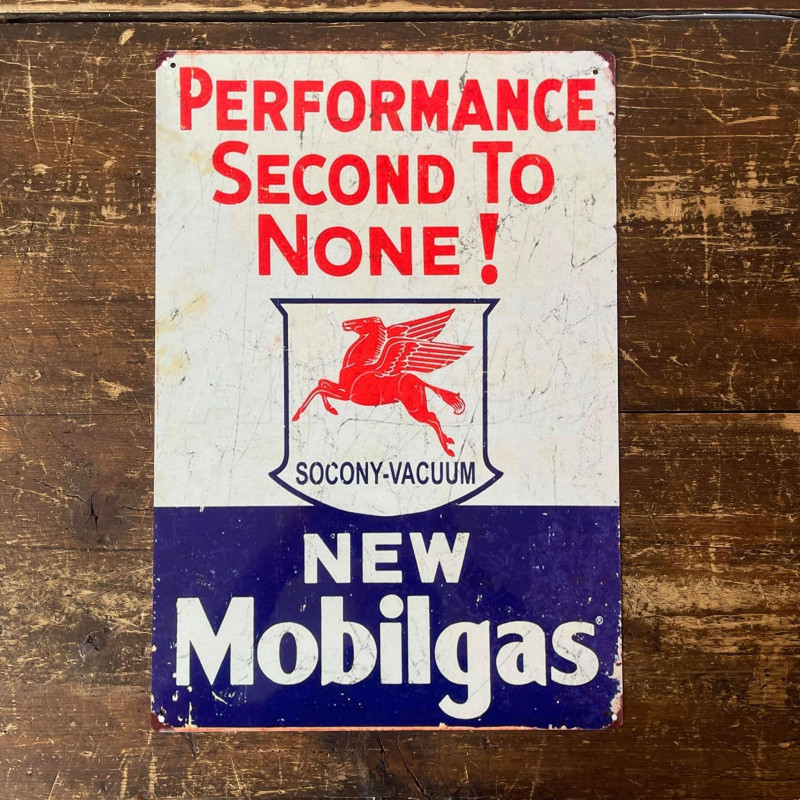 PERFORMANCE
SECOND TO
NONE!
SOCONY-VACUUM
NEW
Mobilgas®